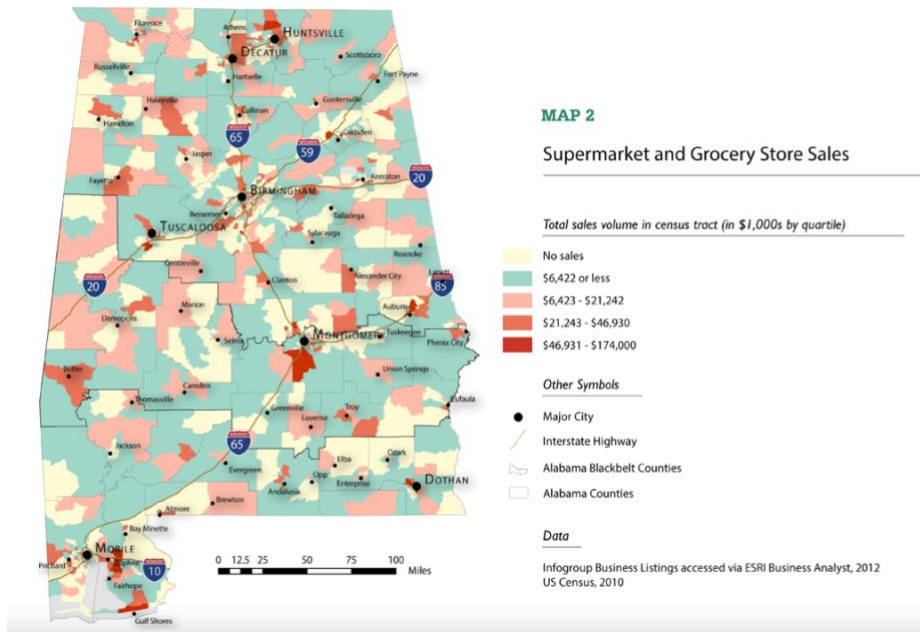 Florence
Athens
HUNTSVILLE
DECATUR
Scottsboro
Russellville
Hartselle
Fort Payne
Haleyville
Guntersville
Hamilton
Cullman
65
Gadsden
59
Jasper
20
Anniston
Fayette
BIRMINGHAM
Bessemer
Talladega
TUSCALOOSA
Sylacauga
Roanoke
Centreville
Alexander City
Lanett
20
Clanton
85
Marion
Auburn
Demopolis
MONTGOMERY
Tuskegee
Selma
Phenix City
Butler
Union Springs
Camden
Thomasville
Eufaula
Greenville
Troy
Luverne
65
Jackson
Elba
Ozark
Evergreen
Opp
Enterprise
DOTHAN
Andalusia
Brewton
Atmore
Bay Minette
MOBILE
Prichard
Daphne
10
Fairhope
Gulf Shores
0 12.5 25 50 75 100
Miles
MAP 2
Supermarket and Grocery Store Sales
Total sales volume in census tract (in $1,000s by quartile)
No sales
$6,422 or less
$6,423 - $21,242
$21,243 - $46,930
$46,931 - $174,000
Other Symbols
Major City
Interstate Highway
Alabama Blackbelt Counties
Alabama Counties
Data
Infogroup Business Listings accessed via ESRI Business Analyst, 2012
US Census, 2010